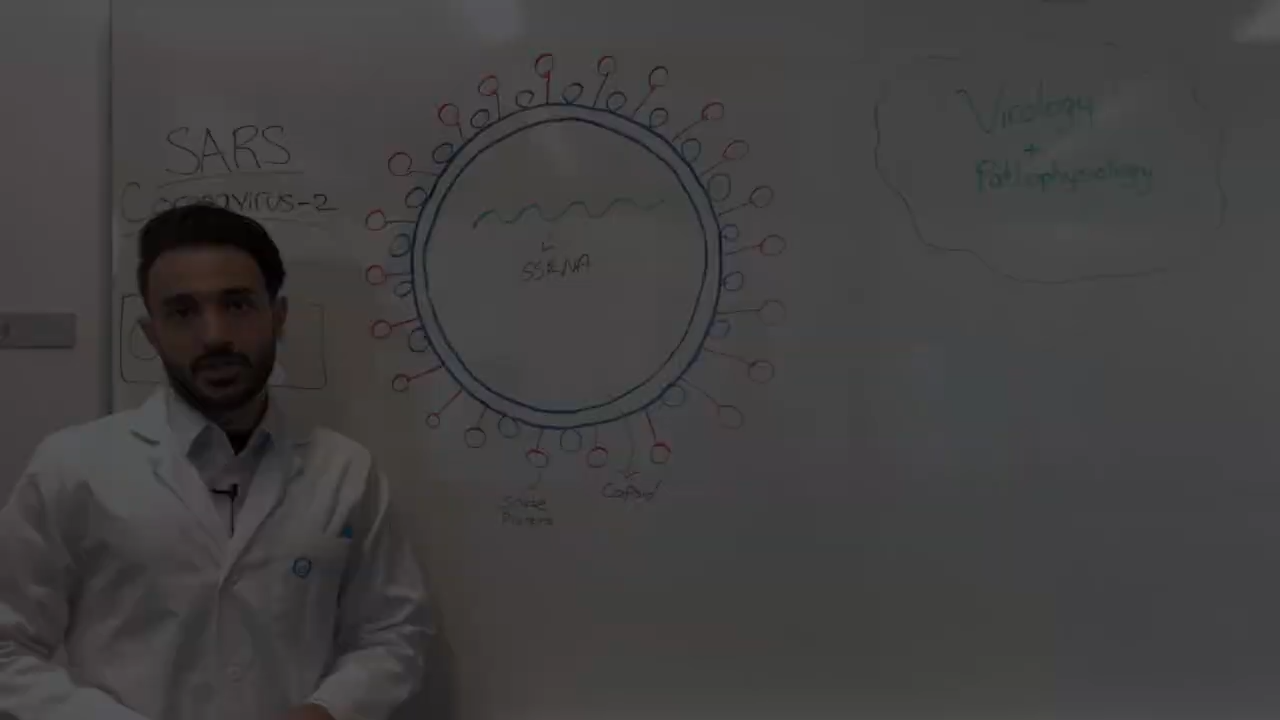 SARS
Coronavirus-2
SSRNA
Spike
Proteins
Capsid
Virology
+
Pathophysiology